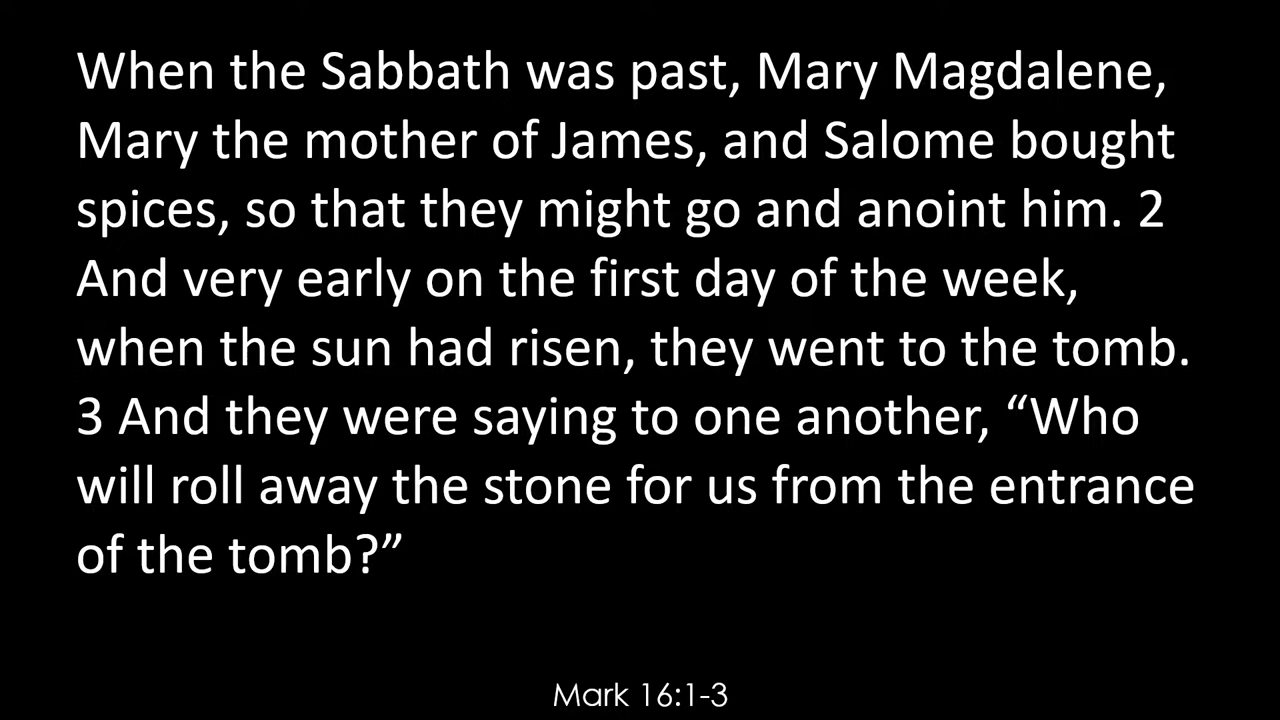 When the Sabbath was past, Mary Magdalene,
Mary the mother of James, and Salome bought
spices, so that they might go and anoint him. 2
And very early on the first day of the week,
when the sun had risen, they went to the tomb.
3 And they were saying to one another, “Who
will roll away the stone for us from the entrance
of the tomb?”
Mark 16:1-3